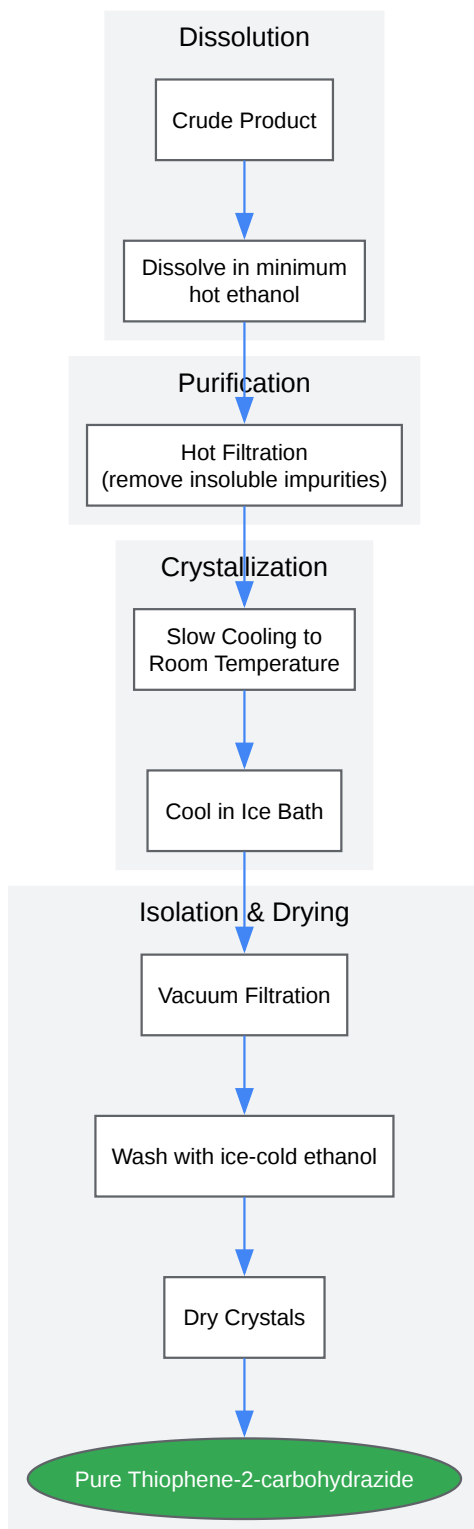 Dissolution
Crude Product
Dissolve in minimum
hot ethanol
Purification
Hot Filtration
(remove insoluble impurities)
Crystallization
Slow Cooling to
Room Temperature
Cool in Ice Bath
Isolation & Drying
Vacuum Filtration
Wash with ice-cold ethanol
Dry Crystals
Pure Thiophene-2-carbohydrazide